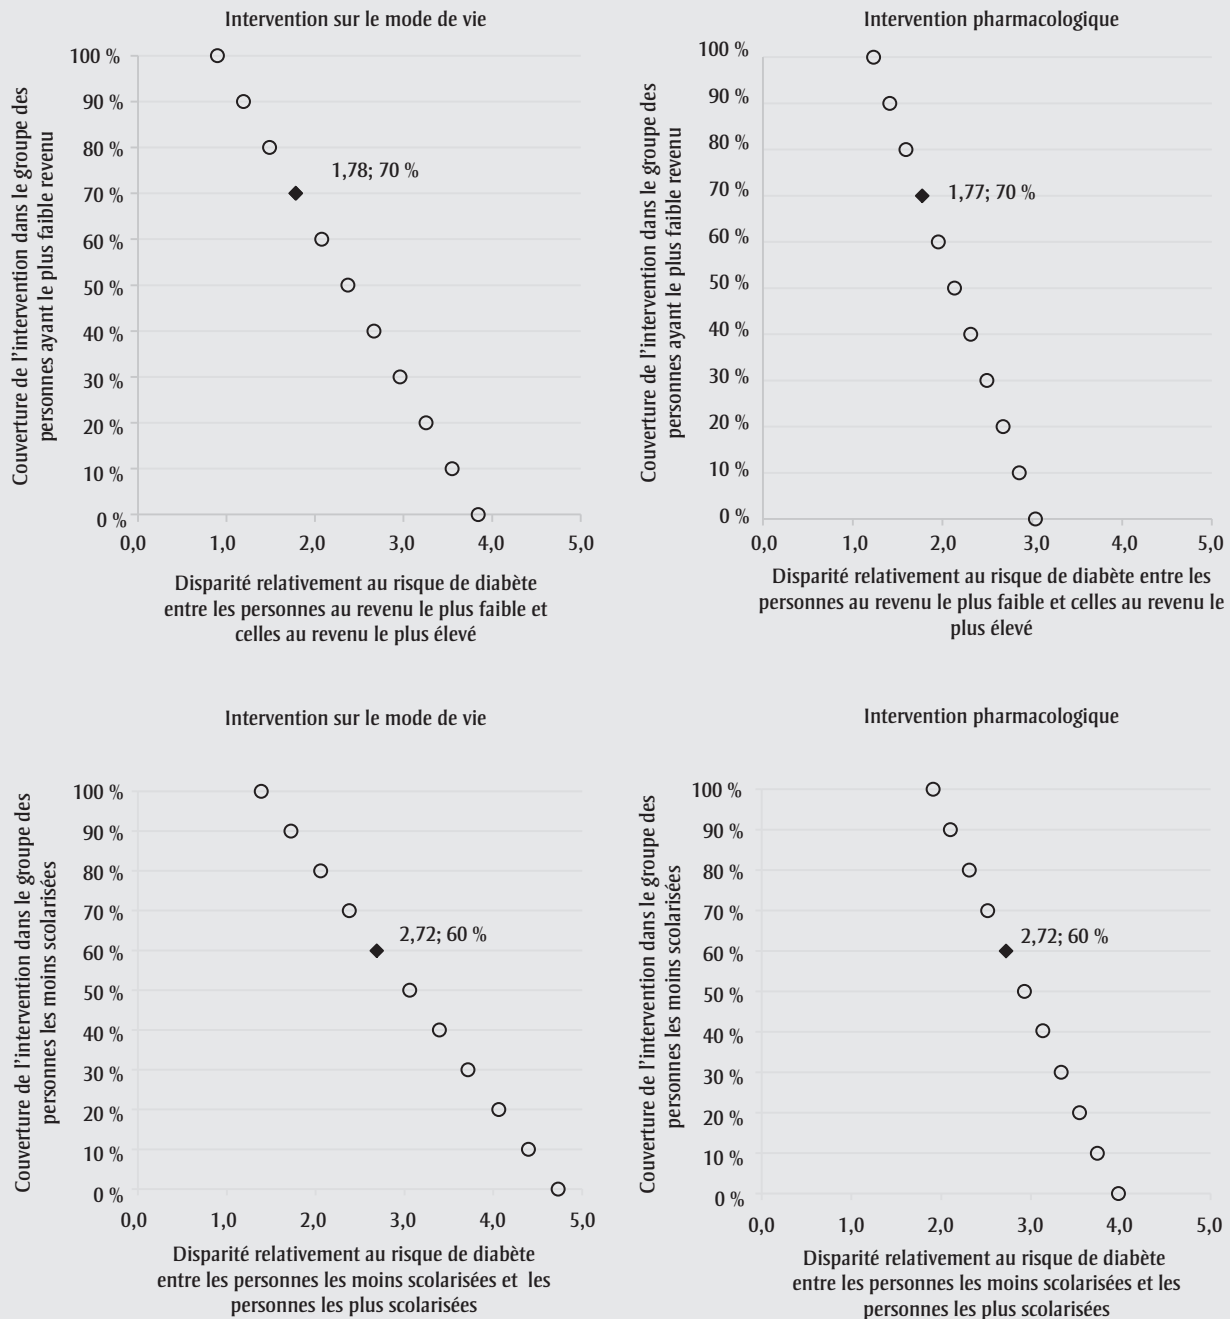 Intervention sur le mode de vie
Couverture de l'intervention dans le groupe des
personnes ayant le plus faible revenu
100 %
90 %
80 %
70 %
60 %
50 %
40 %
30 %
20 %
10 %
0 %
1,78; 70 %
0,0 1,0 2,0 3,0 4,0 5,0
Disparité relativement au risque de diabète
entre les personnes au revenu le plus faible et
celles au revenu le plus élevé
Intervention pharmacologique
Couverture de l'intervention dans le groupe des
personnes ayant le plus faible revenu
100 %
90 %
80 %
70 %
60 %
50 %
40 %
30 %
20 %
10 %
0 %
1,77; 70 %
0,0 1,0 2,0 3,0 4,0 5,0
Disparité relativement au risque de diabète entre les
personnes au revenu le plus faible et celles au revenu le
plus élevé
Intervention sur le mode de vie
Couverture de l'intervention dans le groupe des
personnes les moins scolarisées
100 %
90 %
80 %
70 %
60 %
50 %
40 %
30 %
20 %
10 %
0 %
2,72; 60 %
0,0 1,0 2,0 3,0 4,0 5,0
Disparité relativement au risque de diabète
entre les personnes les moins scolarisées et les
personnes les plus scolarisées
Intervention pharmacologique
Couverture de l'intervention dans le groupe des
personnes les moins scolarisées
100 %
90 %
80 %
70 %
60 %
50 %
40 %
30 %
20 %
10 %
0 %
2,72; 60 %
0,0 1,0 2,0 3,0 4,0 5,0
Disparité relativement au risque de diabète
entre les personnes les moins scolarisées et les
personnes les plus scolarisées